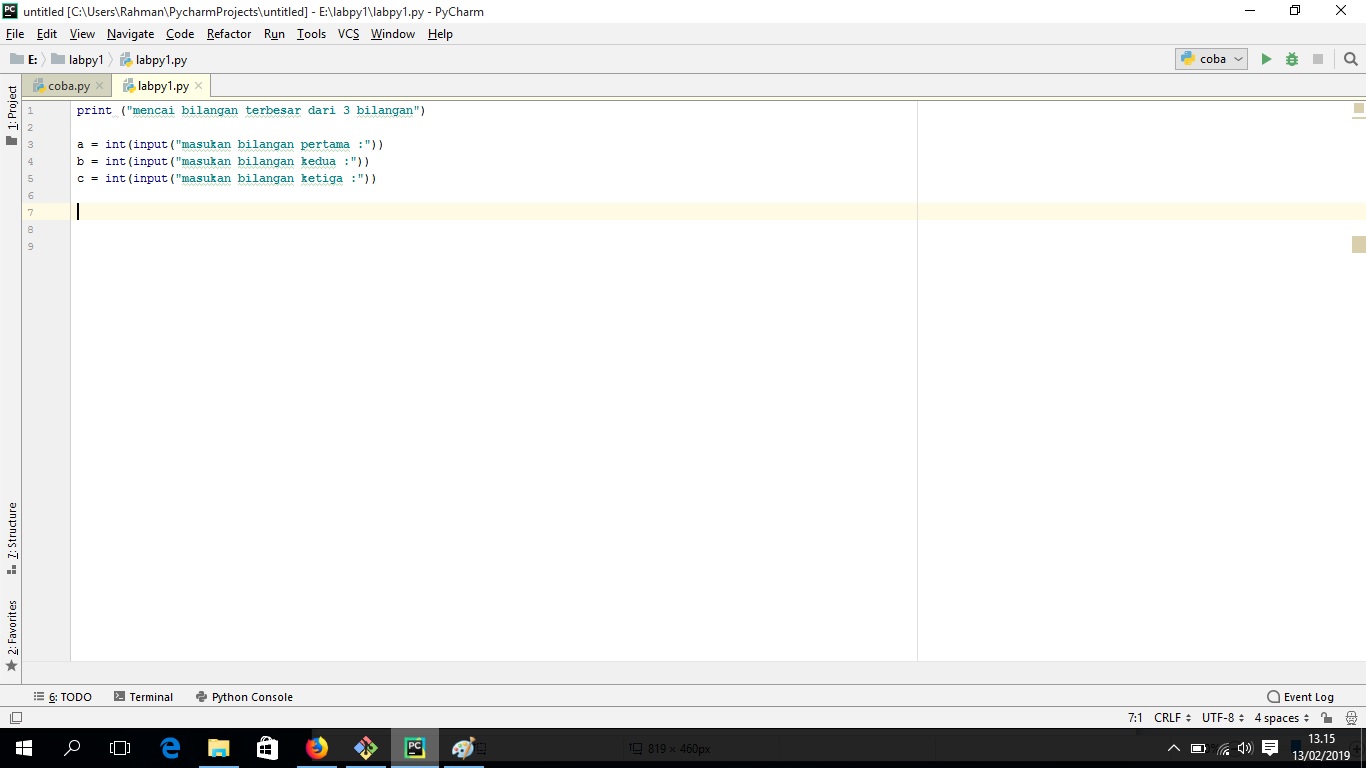 untitled [C:\Users\Rahman\PycharmProjects\untitled] - E:\labpy1\labpy1.py - PyCharm
File Edit View Navigate Code Refactor Run Tools VCS Window Help
E: labpy1 labpy1.py coba
coba.py labpy1.py
1: Project
1 print ("mencai bilangan terbesar dari 3 bilangan")
2
3 a = int(input("masukan bilangan pertama :"))
4 b = int(input("masukan bilangan kedua :"))
5 c = int(input("masukan bilangan ketiga :"))
6
7
8
9
7: Structure
2: Favorites
6: TODO Terminal Python Console Event Log
7:1 CRLF UTF-8 4 spaces
819 × 460px
13.15
13/02/2019